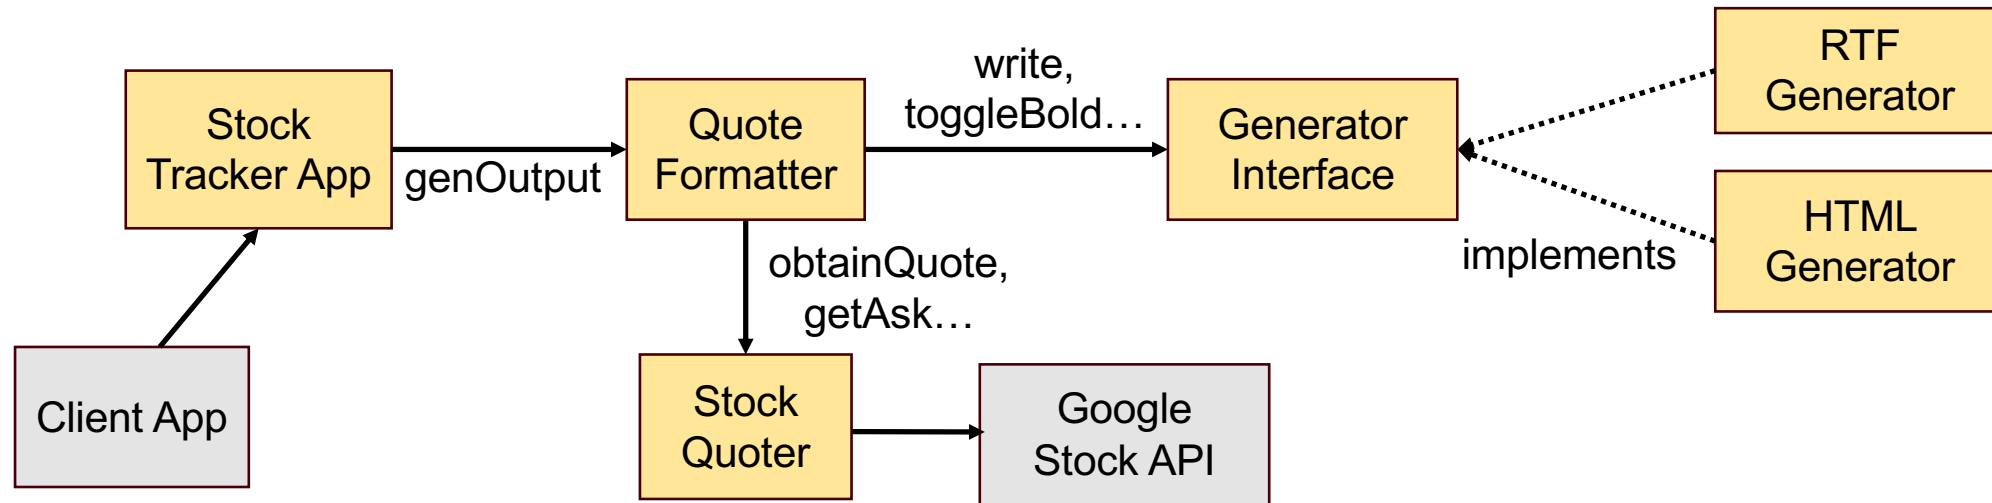 Stock
Tracker App
genOutput
Quote
Formatter
write,
toggleBold…
Generator
Interface
RTF
Generator
HTML
Generator
implements
obtainQuote,
getAsk…
Client App
Stock
Quoter
Google
Stock API